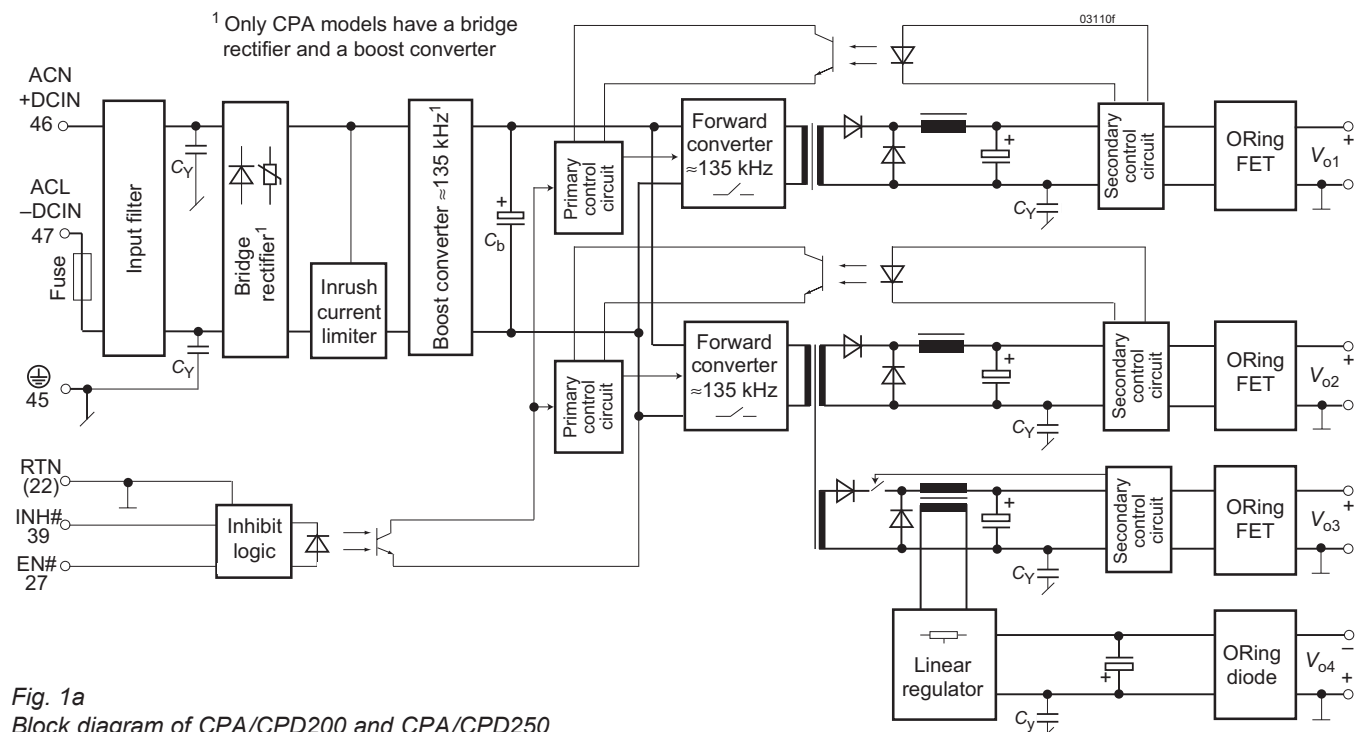 1 Only CPA models have a bridge
rectifier and a boost converter
03110f
ACN
+DCIN
46
ACL
–DCIN
47
Fuse
45
Input filter
CY
CY
Bridge
rectifier1
Inrush
current
limiter
Boost converter ≈135 kHz1
+
Cb
Primary
control
circuit
Forward
converter
≈135 kHz
+
CY
Secondary
control
circuit
ORing
FET
+
Vo1
–
Primary
control
circuit
Forward
converter
≈135 kHz
+
CY
Secondary
control
circuit
ORing
FET
+
Vo2
–
RTN
(22)
INH#
39
EN#
27
Inhibit
logic
+
CY
Secondary
control
circuit
ORing
FET
+
Vo3
–
Linear
regulator
+
Cy
ORing
diode
–
Vo4
+
Fig. 1a
Block diagram of CPA/CPD200 and CPA/CPD250